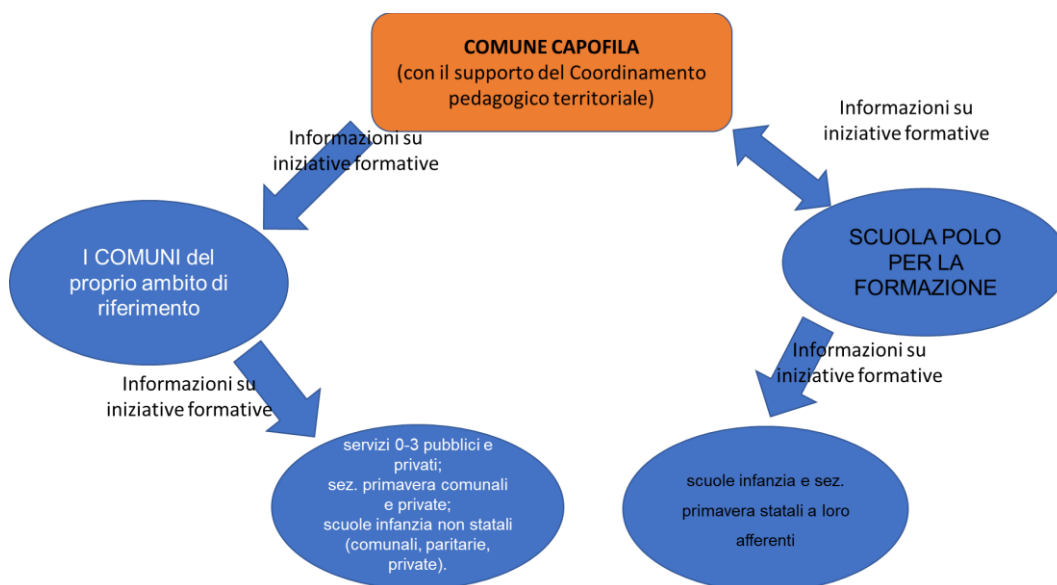 COMUNE CAPOFILA
(con il supporto del Coordinamento
pedagogico territoriale)
Informazioni su
iniziative formative
Informazioni su
iniziative formative
I COMUNI del
proprio ambito di
riferimento
SCUOLA POLO
PER LA
FORMAZIONE
Informazioni su
iniziative formative
Informazioni su
iniziative formative
servizi 0-3 pubblici e
privati;
sez. primavera comunali
e private;
scuole infanzia non statali
(comunali, paritarie,
private).
scuole infanzia e sez.
primavera statali a loro
afferenti